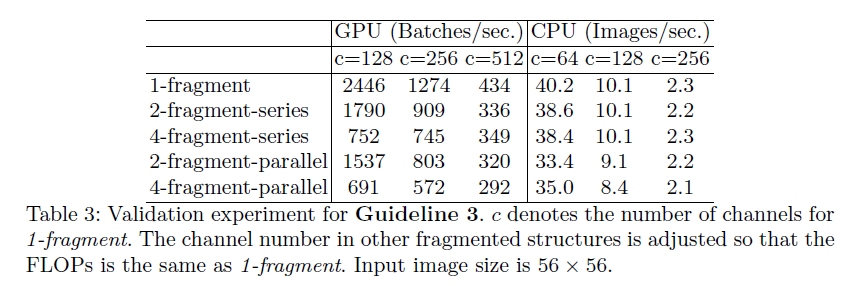 GPU (Batches/sec.) CPU (Images/sec.)
c=128 c=256 c=512 c=64 c=128 c=256
1-fragment 2446 1274 434 40.2 10.1 2.3
2-fragment-series 1790 909 336 38.6 10.1 2.2
4-fragment-series 752 745 349 38.4 10.1 2.3
2-fragment-parallel 1537 803 320 33.4 9.1 2.2
4-fragment-parallel 691 572 292 35.0 8.4 2.1
Table 3: Validation experiment for Guideline 3. c denotes the number of channels for
1-fragment. The channel number in other fragmented structures is adjusted so that the
FLOPs is the same as 1-fragment. Input image size is 56 × 56.